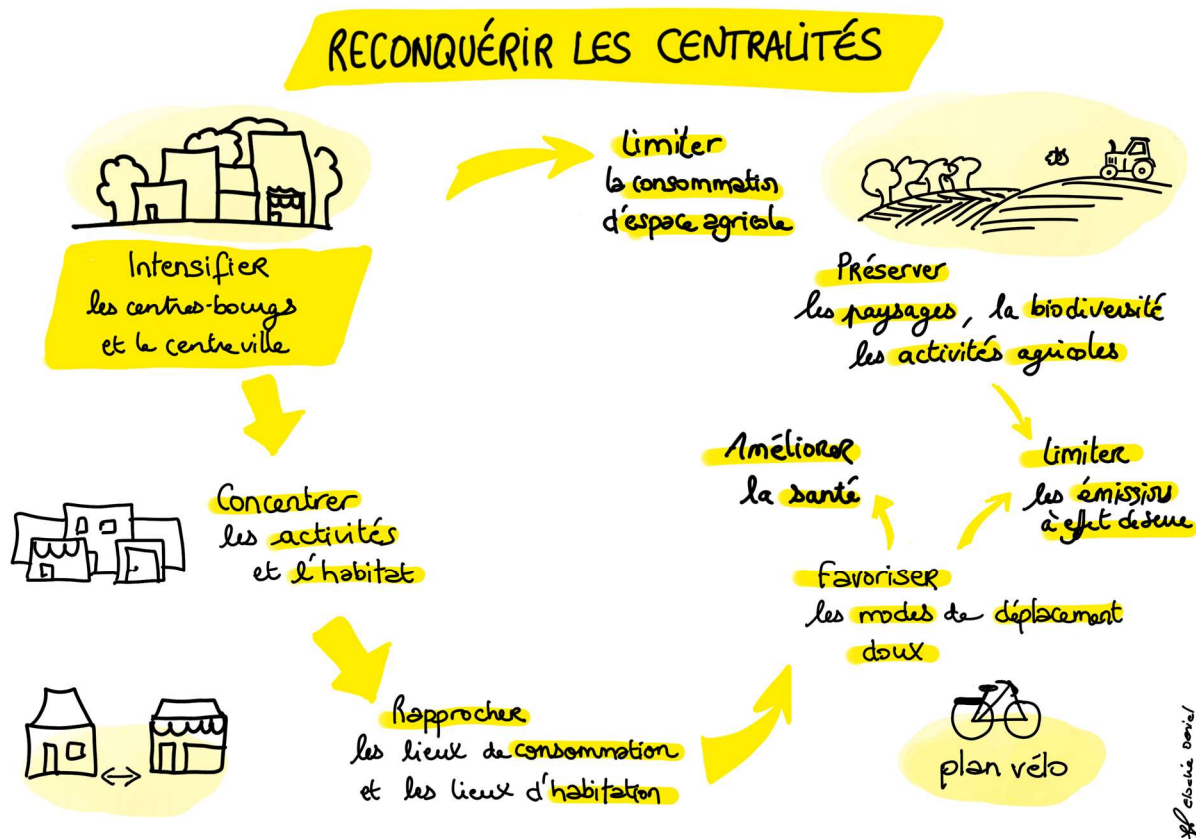 RECONQUÉRIR LES CENTRALITÉS
Intensifier
les centres-bourgs
et le centre ville
Limiter
la consommation
d'espace agricole
Préserver
les paysages, la biodiversité
les activités agricoles
Concentrer
les activités
et l'habitat
Rapprocher
les lieux de consommation
et les lieux d'habitation
Favoriser
les modes de déplacement
doux
plan vélo
Améliorer
la santé
Limiter
les émissions
à effet de serre